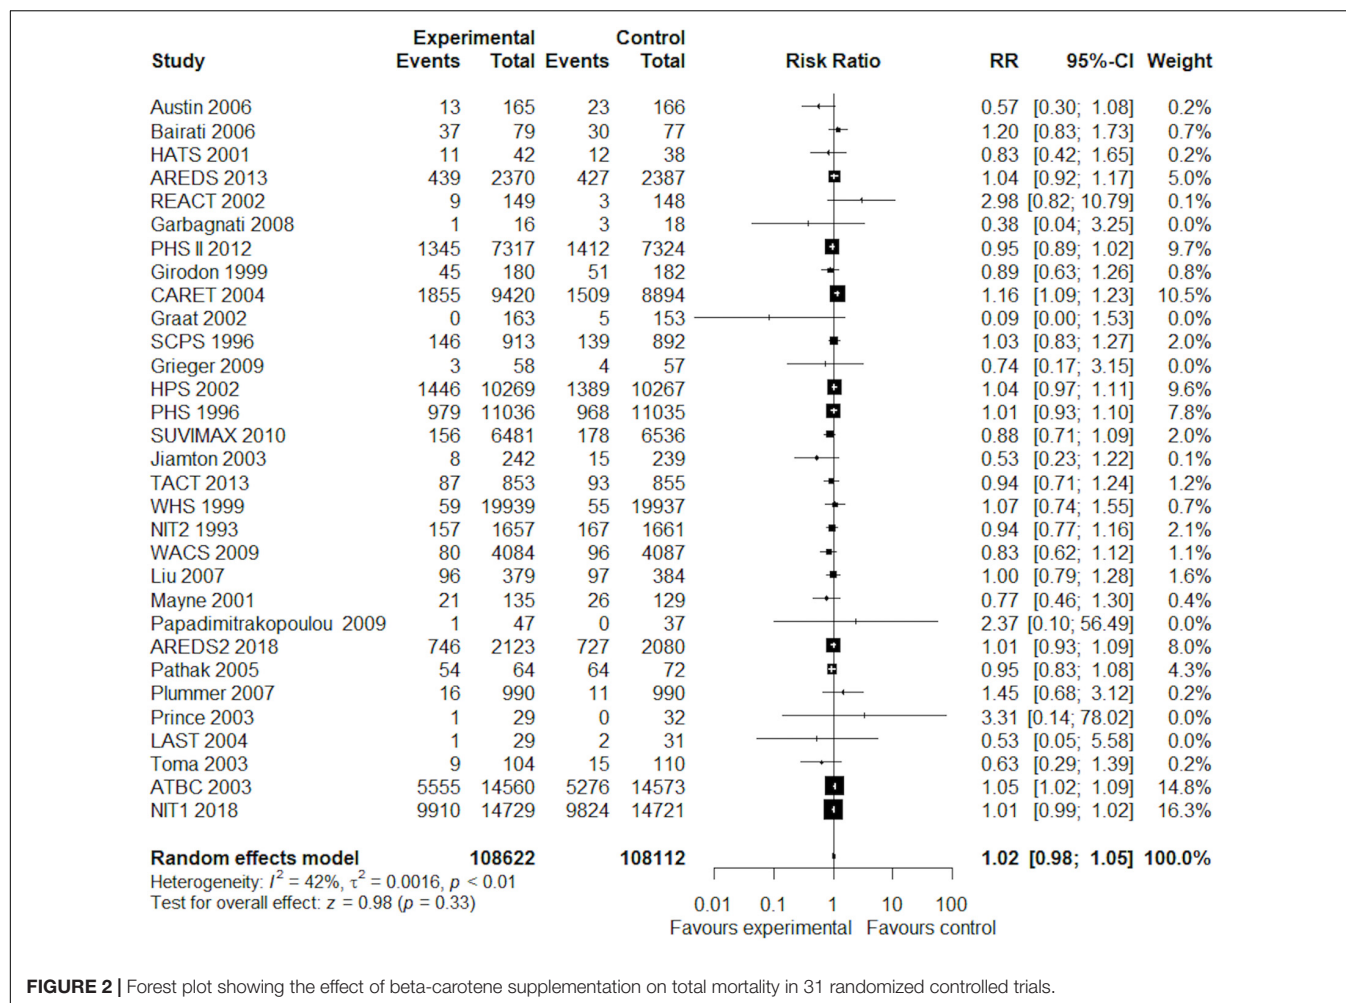 Experimental Control
Study Events Total Events Total Risk Ratio RR 95%-CI Weight
Austin 2006 13 165 23 166 0.57 [0.30; 1.08] 0.2%
Bairati 2006 37 79 30 77 1.20 [0.83; 1.73] 0.7%
HATS 2001 11 42 12 38 0.83 [0.42; 1.65] 0.2%
AREDS 2013 439 2370 427 2387 1.04 [0.92; 1.17] 5.0%
REACT 2002 9 149 3 148 2.98 [0.82; 10.79] 0.1%
Garbagnati 2008 1 16 3 18 0.38 [0.04; 3.25] 0.0%
PHS II 2012 1345 7317 1412 7324 0.95 [0.89; 1.02] 9.7%
Girodon 1999 45 180 51 182 0.89 [0.63; 1.26] 0.8%
CARET 2004 1855 9420 1509 8894 1.16 [1.09; 1.23] 10.5%
Graat 2002 0 163 5 153 0.09 [0.00; 1.53] 0.0%
SCPS 1996 146 913 139 892 1.03 [0.83; 1.27] 2.0%
Grieger 2009 3 58 4 57 0.74 [0.17; 3.15] 0.0%
HPS 2002 1446 10269 1389 10267 1.04 [0.97; 1.11] 9.6%
PHS 1996 979 11036 968 11035 1.01 [0.93; 1.10] 7.8%
SUVIMAX 2010 156 6481 178 6536 0.88 [0.71; 1.09] 2.0%
Jiamton 2003 8 242 15 239 0.53 [0.23; 1.22] 0.1%
TACT 2013 87 853 93 855 0.94 [0.71; 1.24] 1.2%
WHS 1999 59 19939 55 19937 1.07 [0.74; 1.55] 0.7%
NIT2 1993 157 1657 167 1661 0.94 [0.77; 1.16] 2.1%
WACS 2009 80 4084 96 4087 0.83 [0.62; 1.12] 1.1%
Liu 2007 96 379 97 384 1.00 [0.79; 1.28] 1.6%
Mayne 2001 21 135 26 129 0.77 [0.46; 1.30] 0.4%
Papadimitrakopoulou 2009 1 47 0 37 2.37 [0.10; 56.49] 0.0%
AREDS2 2018 746 2123 727 2080 1.01 [0.93; 1.09] 8.0%
Pathak 2005 54 64 64 72 0.95 [0.83; 1.08] 4.3%
Plummer 2007 16 990 11 990 1.45 [0.68; 3.12] 0.2%
Prince 2003 1 29 0 32 3.31 [0.14; 78.02] 0.0%
LAST 2004 1 29 2 31 0.53 [0.05; 5.58] 0.0%
Toma 2003 9 104 15 110 0.63 [0.29; 1.39] 0.2%
ATBC 2003 5555 14560 5276 14573 1.05 [1.02; 1.09] 14.8%
NIT1 2018 9910 14729 9824 14721 1.01 [0.99; 1.02] 16.3%
Random effects model 108622 108112 1.02 [0.98; 1.05] 100.0%
Heterogeneity: I² = 42%, τ² = 0.0016, p < 0.01
Test for overall effect: z = 0.98 (p = 0.33)
0.01 0.1 1 10 100
Favours experimental Favours control
FIGURE 2 | Forest plot showing the effect of beta-carotene supplementation on total mortality in 31 randomized controlled trials.